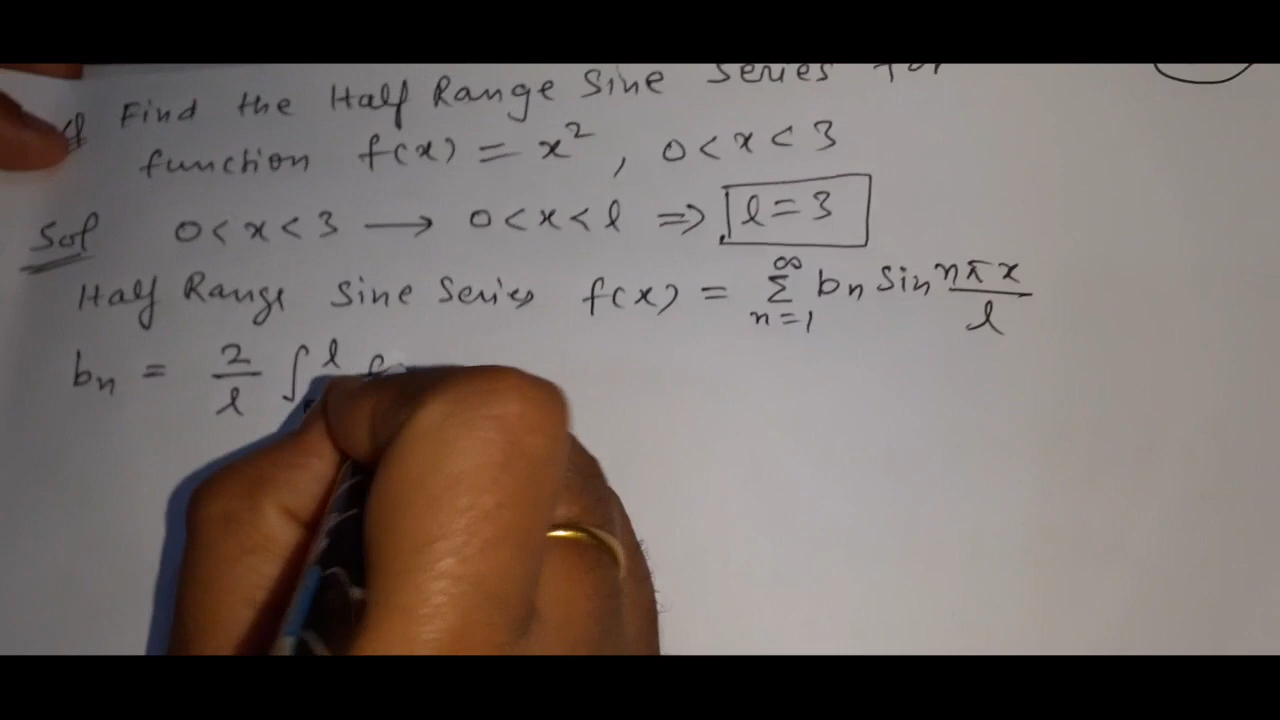 Find the Half Range Sine Series for
function f(x) = x², 0<x<3
Sol 0<x<3 → 0<x<l ⇒ l=3
Half Range Sine Series f(x) = ∞ Σ n=1 bn Sin nπx/l
bn = 2/l ∫ l